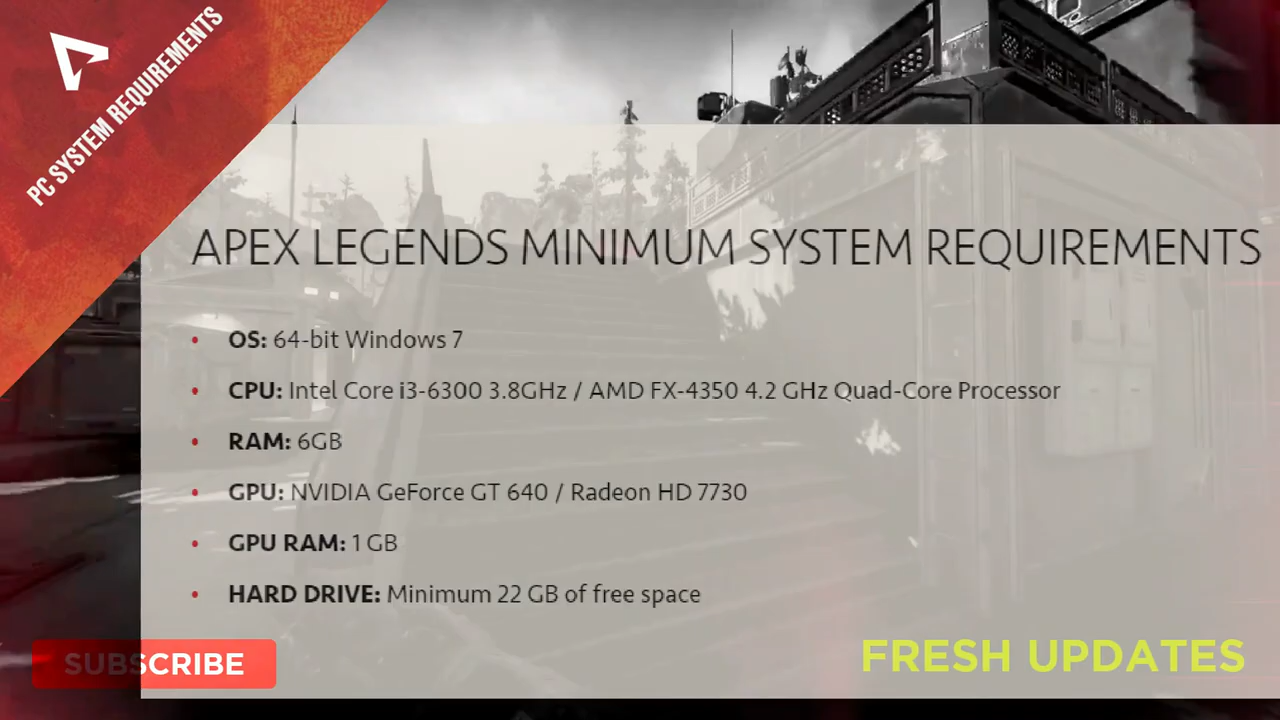 PC SYSTEM REQUIREMENTS
APEX LEGENDS MINIMUM SYSTEM REQUIREMENTS
• OS: 64-bit Windows 7
• CPU: Intel Core i3-6300 3.8GHz / AMD FX-4350 4.2 GHz Quad-Core Processor
• RAM: 6GB
• GPU: NVIDIA GeForce GT 640 / Radeon HD 7730
• GPU RAM: 1 GB
• HARD DRIVE: Minimum 22 GB of free space
SUBSCRIBE
FRESH UPDATES